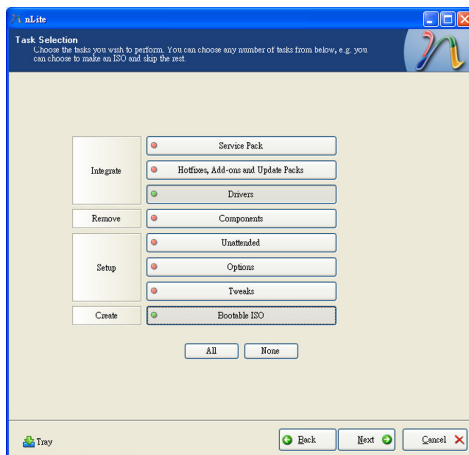 nLite
Task Selection
Choose the tasks you wish to perform. You can choose any number of tasks from below, e.g. you
can choose to make an ISO and skip the rest.
Integrate
Service Pack
Hotfixes, Add-ons and Update Packs
Drivers
Remove
Components
Setup
Unattended
Options
Tweaks
Create
Bootable ISO
All
None
Tray
Back
Next
Cancel